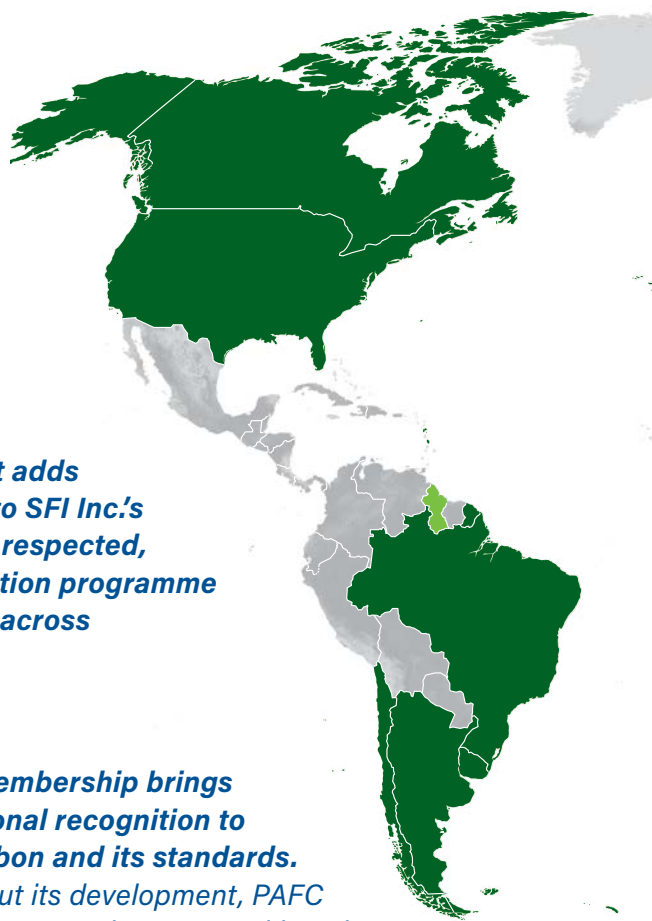 t adds
o SFI Inc.'s
respected,
tion programme
across
embership brings
onal recognition to
bon and its standards.
ut its development, PAFC